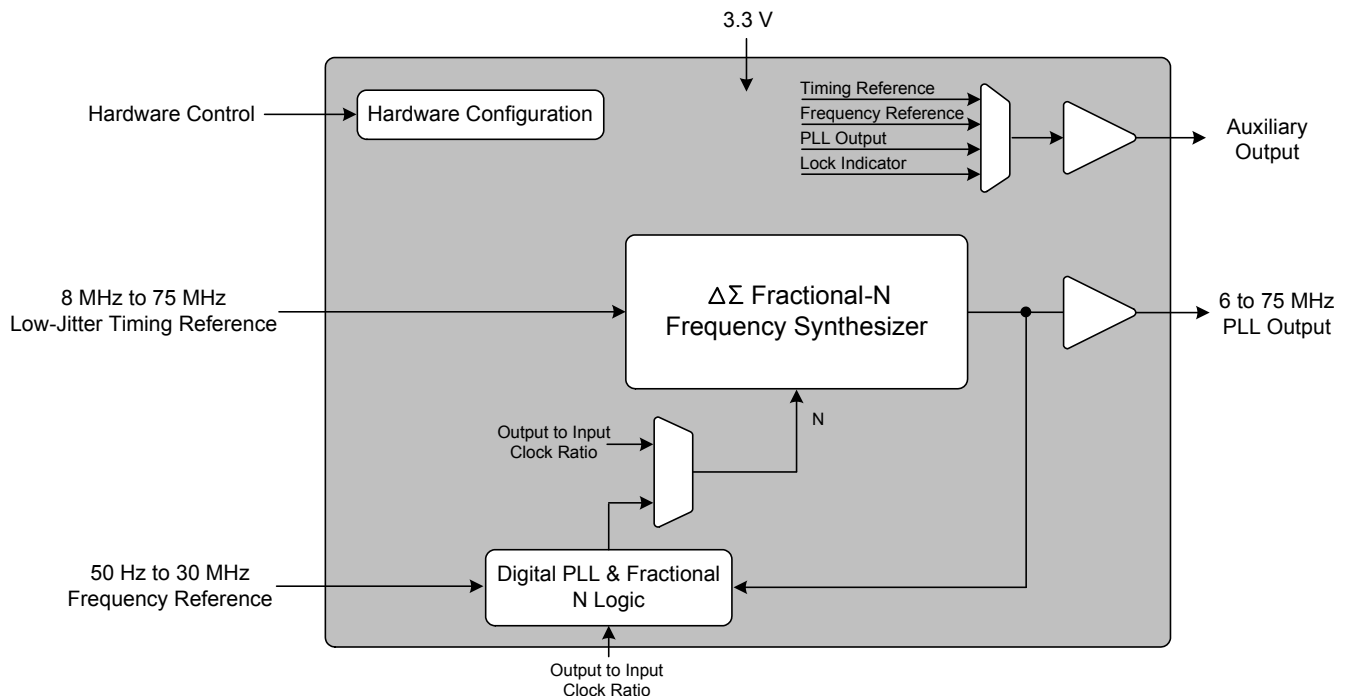 3.3 V
Hardware Control
Hardware Configuration
Timing Reference
Frequency Reference
PLL Output
Lock Indicator
Auxiliary
Output
8 MHz to 75 MHz
Low-Jitter Timing Reference
ΔΣ Fractional-N
Frequency Synthesizer
6 to 75 MHz
PLL Output
N
Output to Input
Clock Ratio
50 Hz to 30 MHz
Frequency Reference
Digital PLL & Fractional
N Logic
Output to Input
Clock Ratio